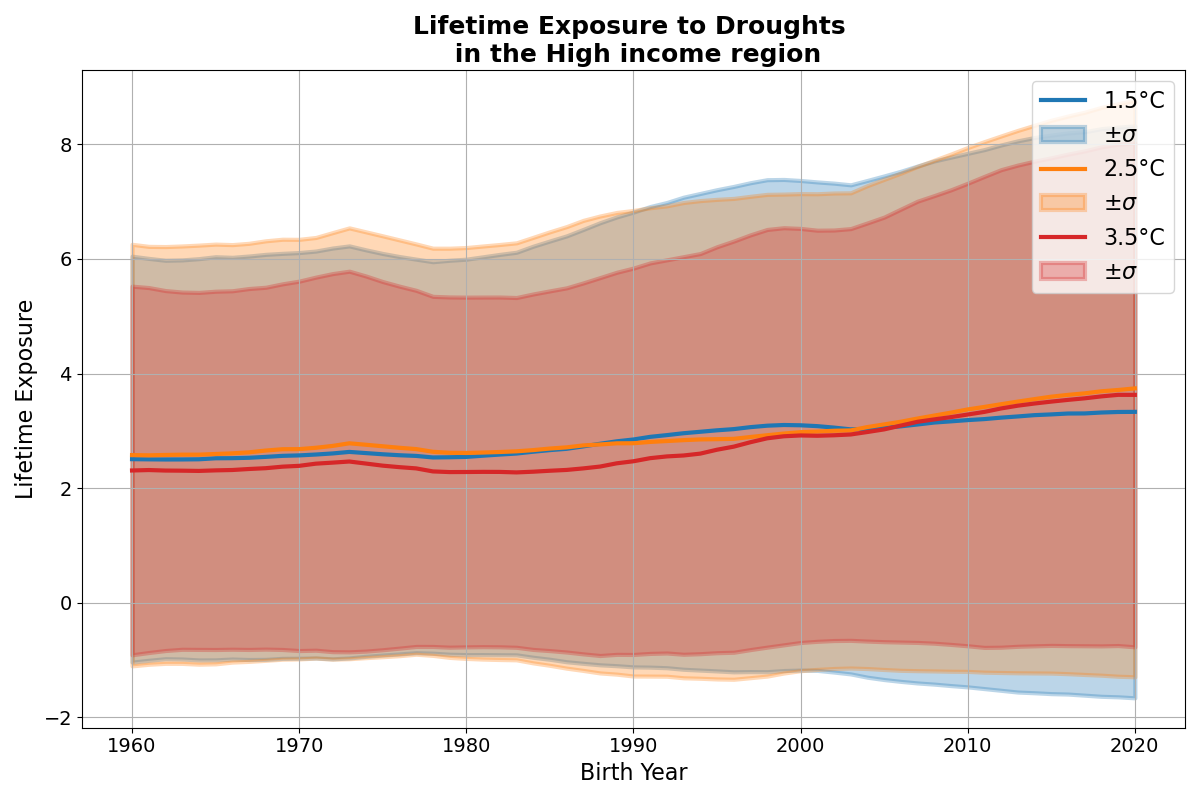 Lifetime Exposure to Droughts
in the High income region
1.5°C
±σ
2.5°C
±σ
3.5°C
±σ
Lifetime Exposure
8
6
4
2
0
−2
1960 1970 1980 1990 2000 2010 2020
Birth Year